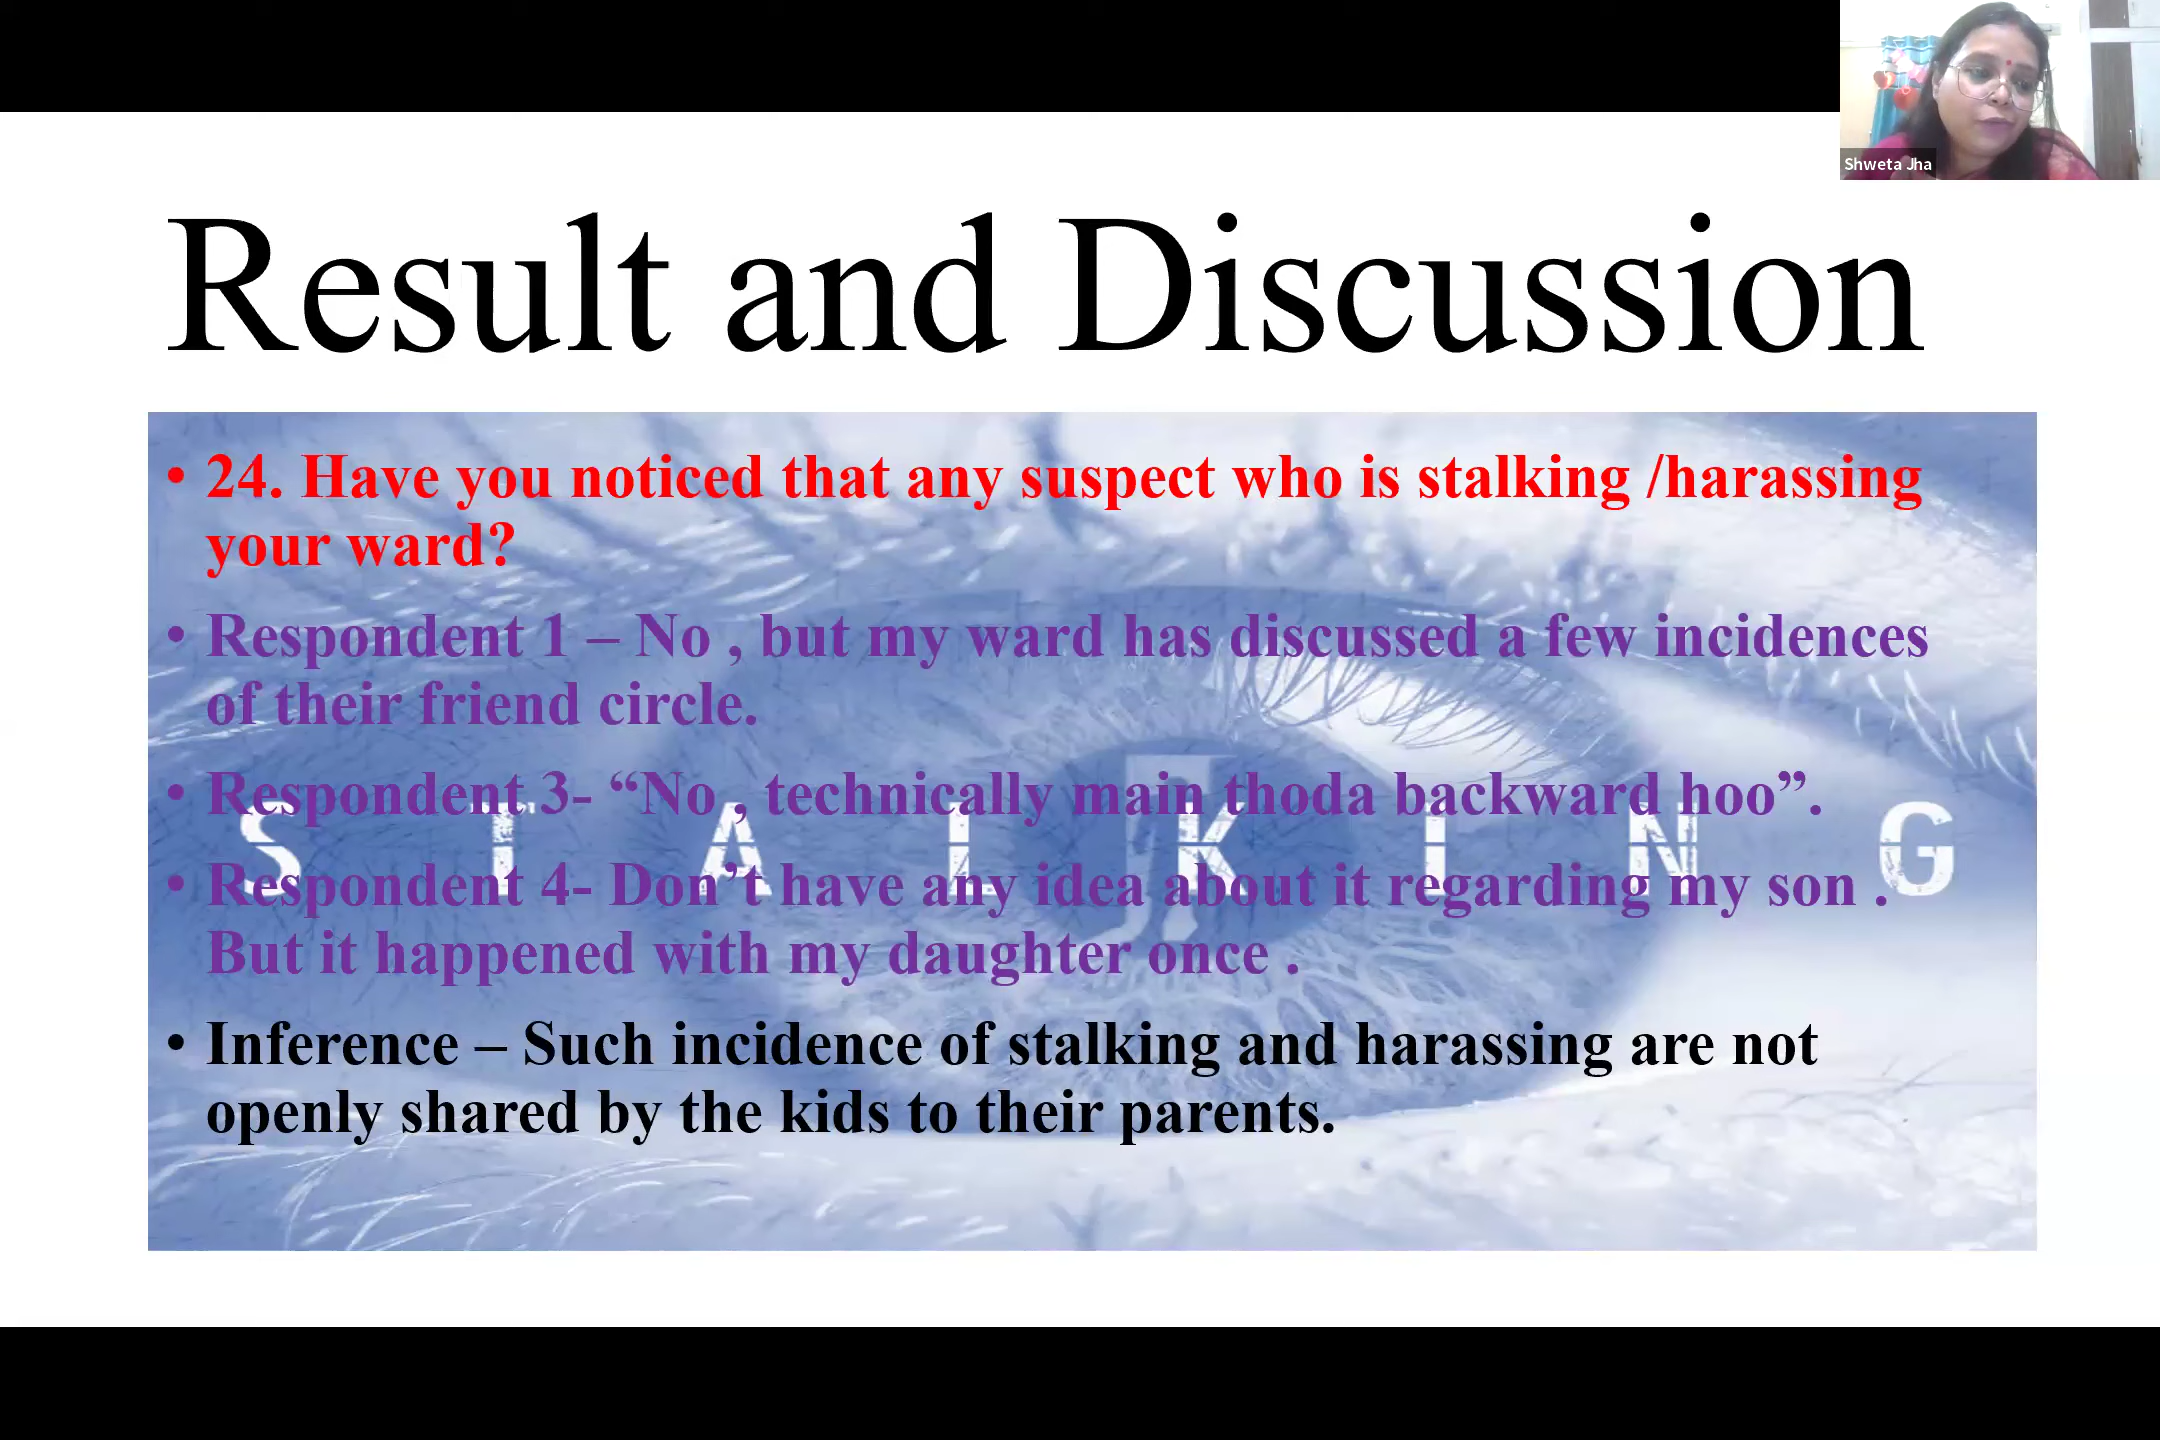 Shweta Jha
Result and Discussion
• 24. Have you noticed that any suspect who is stalking /harassing
your ward?
• Respondent 1 – No , but my ward has discussed a few incidences
of their friend circle.
• Respondent 3- “No , technically main thoda backward hoo”.
STALKING
• Respondent 4- Don’t have any idea about it regarding my son .
But it happened with my daughter once .
• Inference – Such incidence of stalking and harassing are not
openly shared by the kids to their parents.